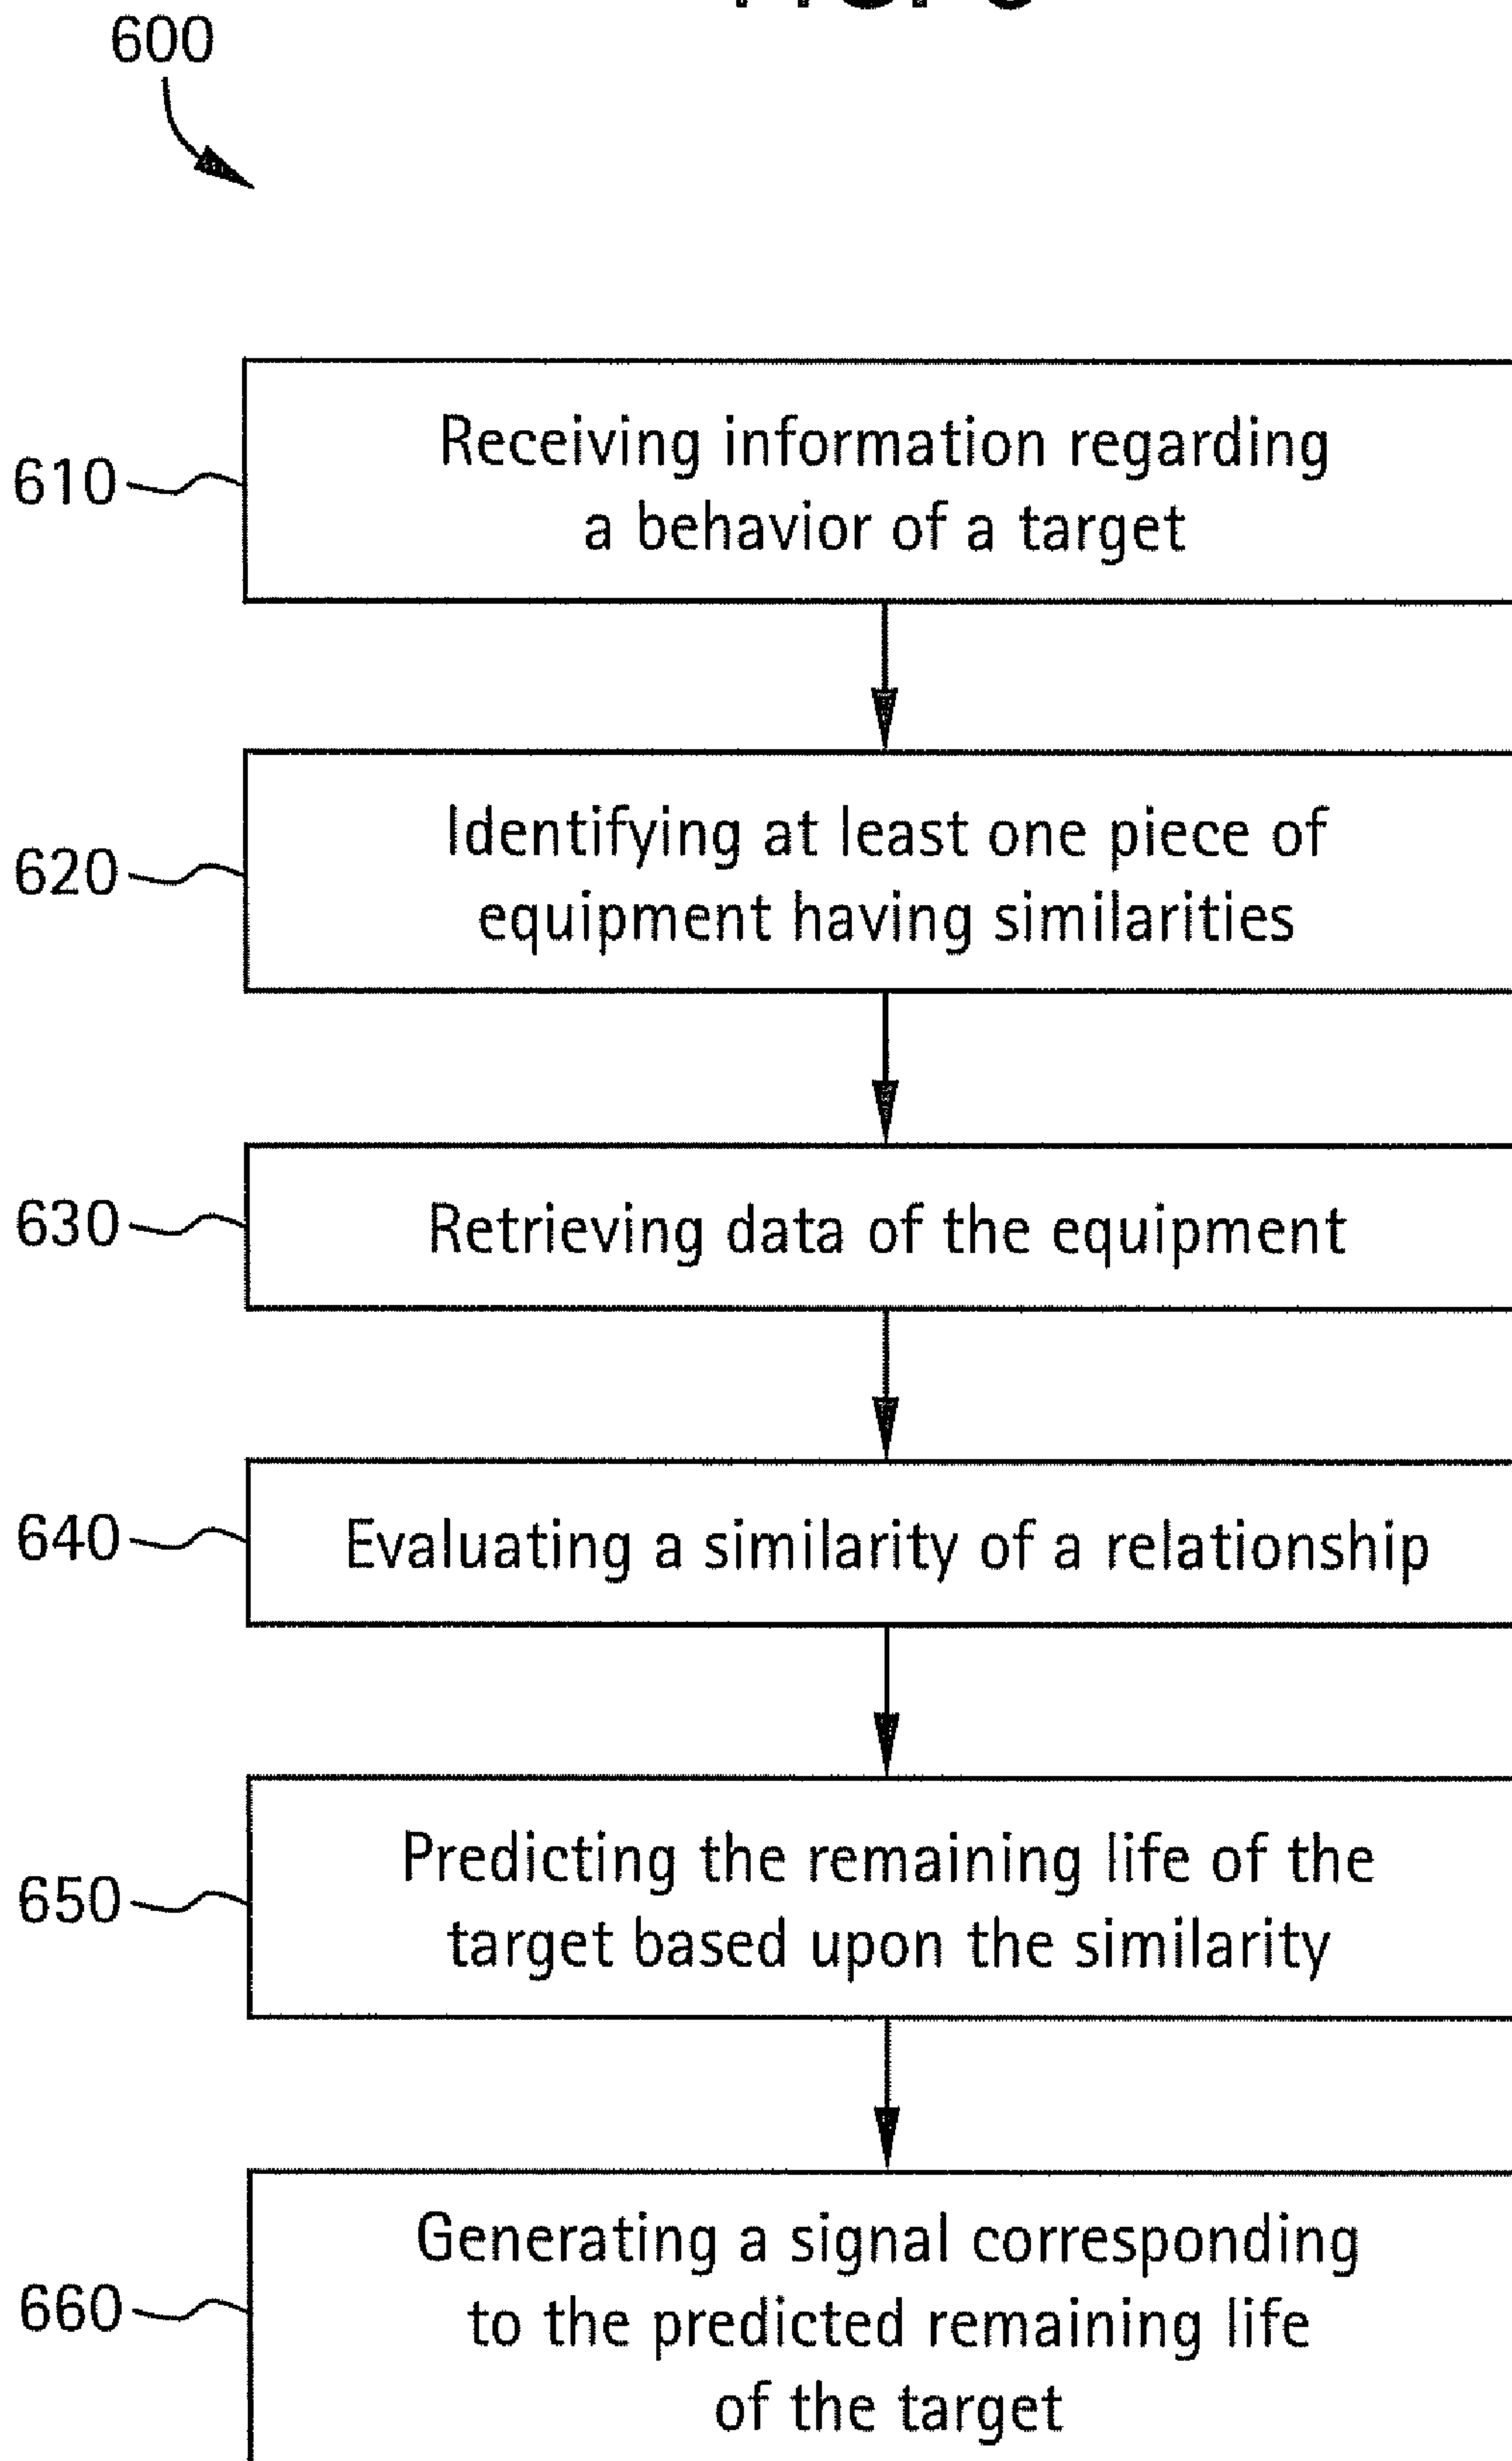 600
610
Receiving information regarding
a behavior of a target
620
Identifying at least one piece of
equipment having similarities
630
Retrieving data of the equipment
640
Evaluating a similarity of a relationship
650
Predicting the remaining life of the
target based upon the similarity
660
Generating a signal corresponding
to the predicted remaining life
of the target